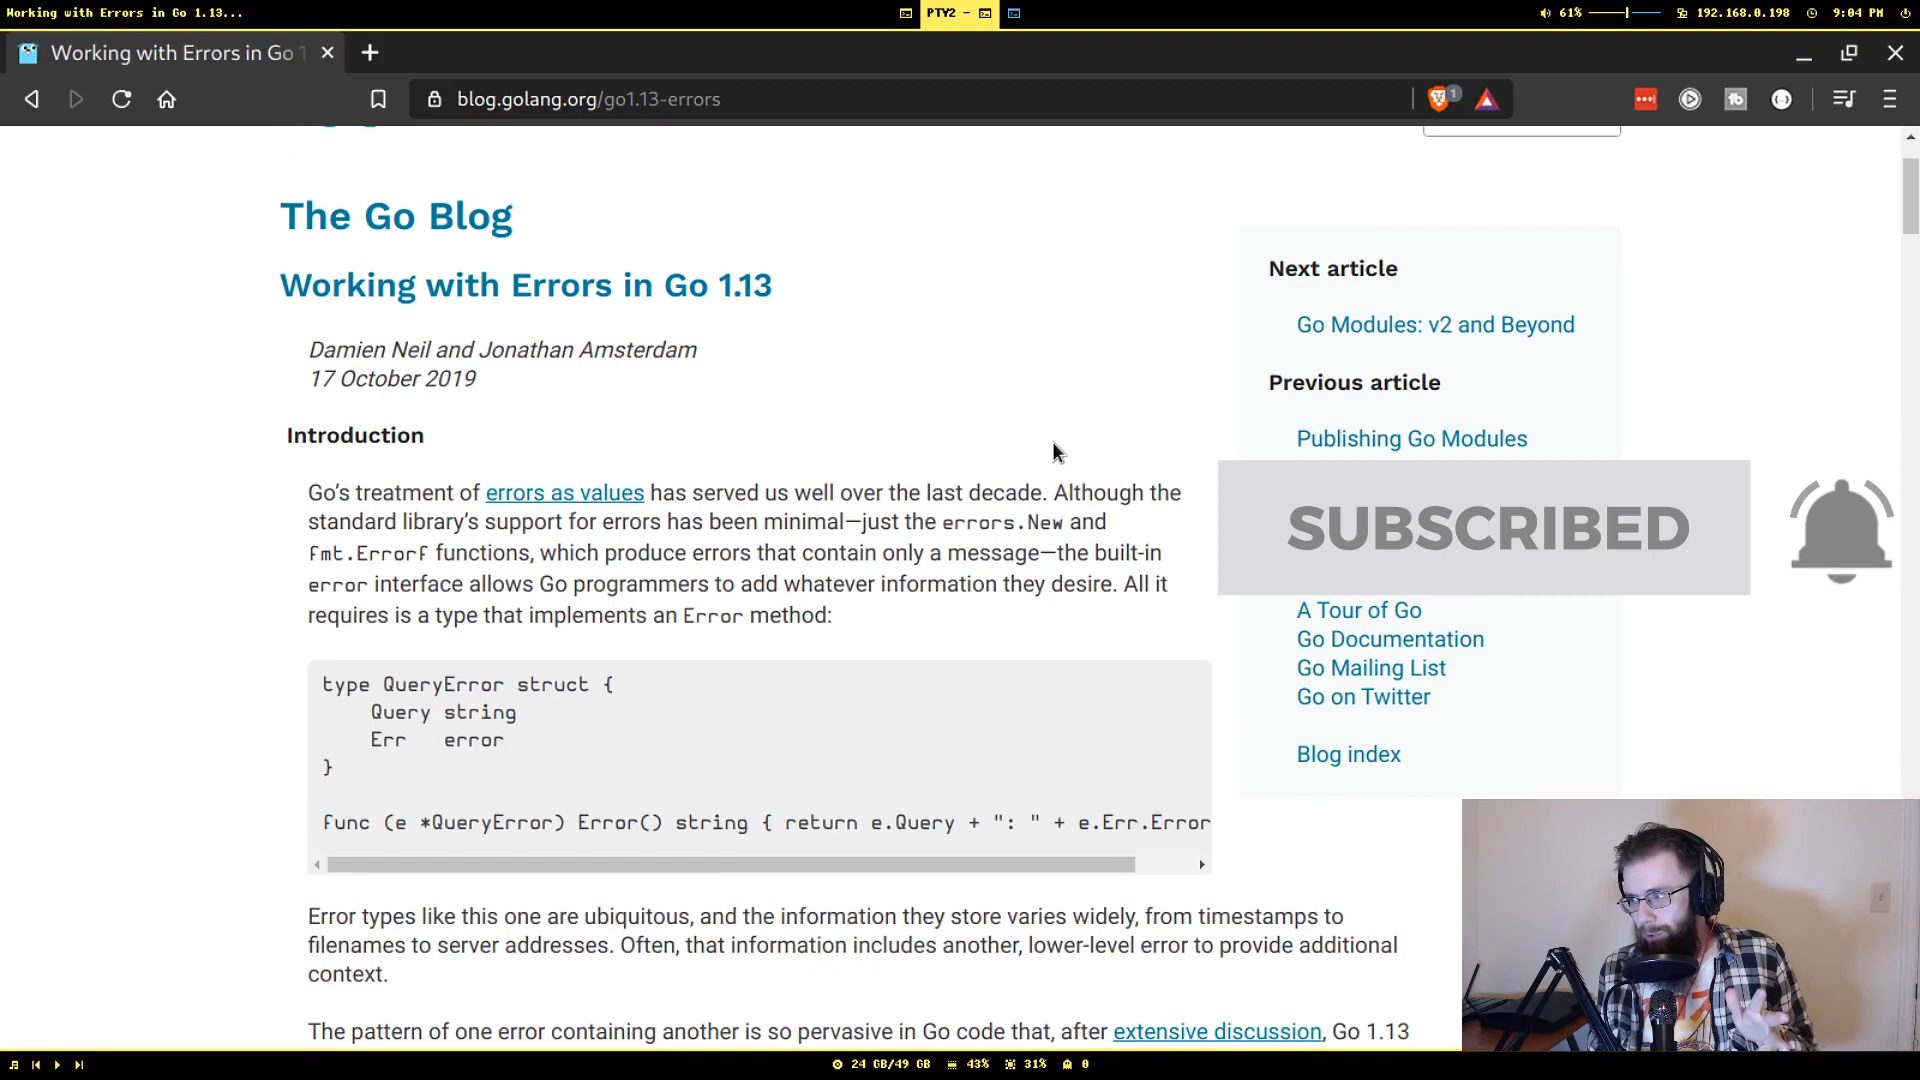 Working with Errors in Go 1.13...
PTY2 -
61%
192.168.0.198
9:04 PM
Working with Errors in Go 1
blog.golang.org/go1.13-errors
1
The Go Blog
Working with Errors in Go 1.13
Damien Neil and Jonathan Amsterdam
17 October 2019
Introduction
Go’s treatment of errors as values has served us well over the last decade. Although the
standard library’s support for errors has been minimal—just the errors.New and
fmt.Errorf functions, which produce errors that contain only a message—the built-in
error interface allows Go programmers to add whatever information they desire. All it
requires is a type that implements an Error method:
type QueryError struct {
Query string
Err error
}
func (e *QueryError) Error() string { return e.Query + ": " + e.Err.Error
Error types like this one are ubiquitous, and the information they store varies widely, from timestamps to
filenames to server addresses. Often, that information includes another, lower-level error to provide additional
context.
The pattern of one error containing another is so pervasive in Go code that, after extensive discussion, Go 1.13
Next article
Go Modules: v2 and Beyond
Previous article
Publishing Go Modules
SUBSCRIBED
A Tour of Go
Go Documentation
Go Mailing List
Go on Twitter
Blog index
24 GB/49 GB
43%
31%
0